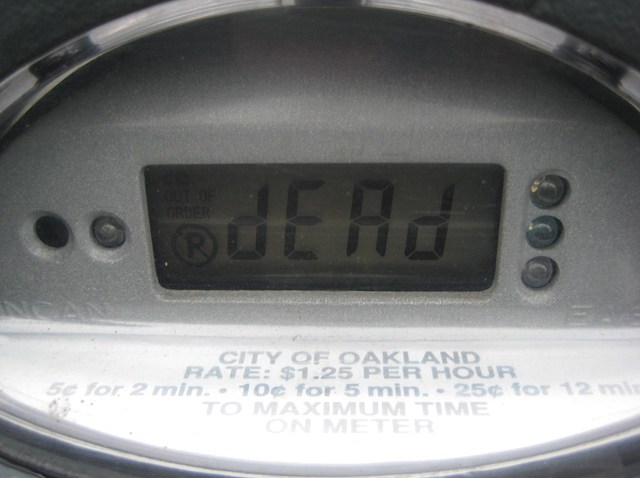 OUT OF
ORDER
R
dEAd
NCAN
CITY OF OAKLAND
RATE: $1.25 PER HOUR
5¢ for 2 min. • 10¢ for 5 min. • 25¢ for 12 min
TO MAXIMUM TIME
ON METER